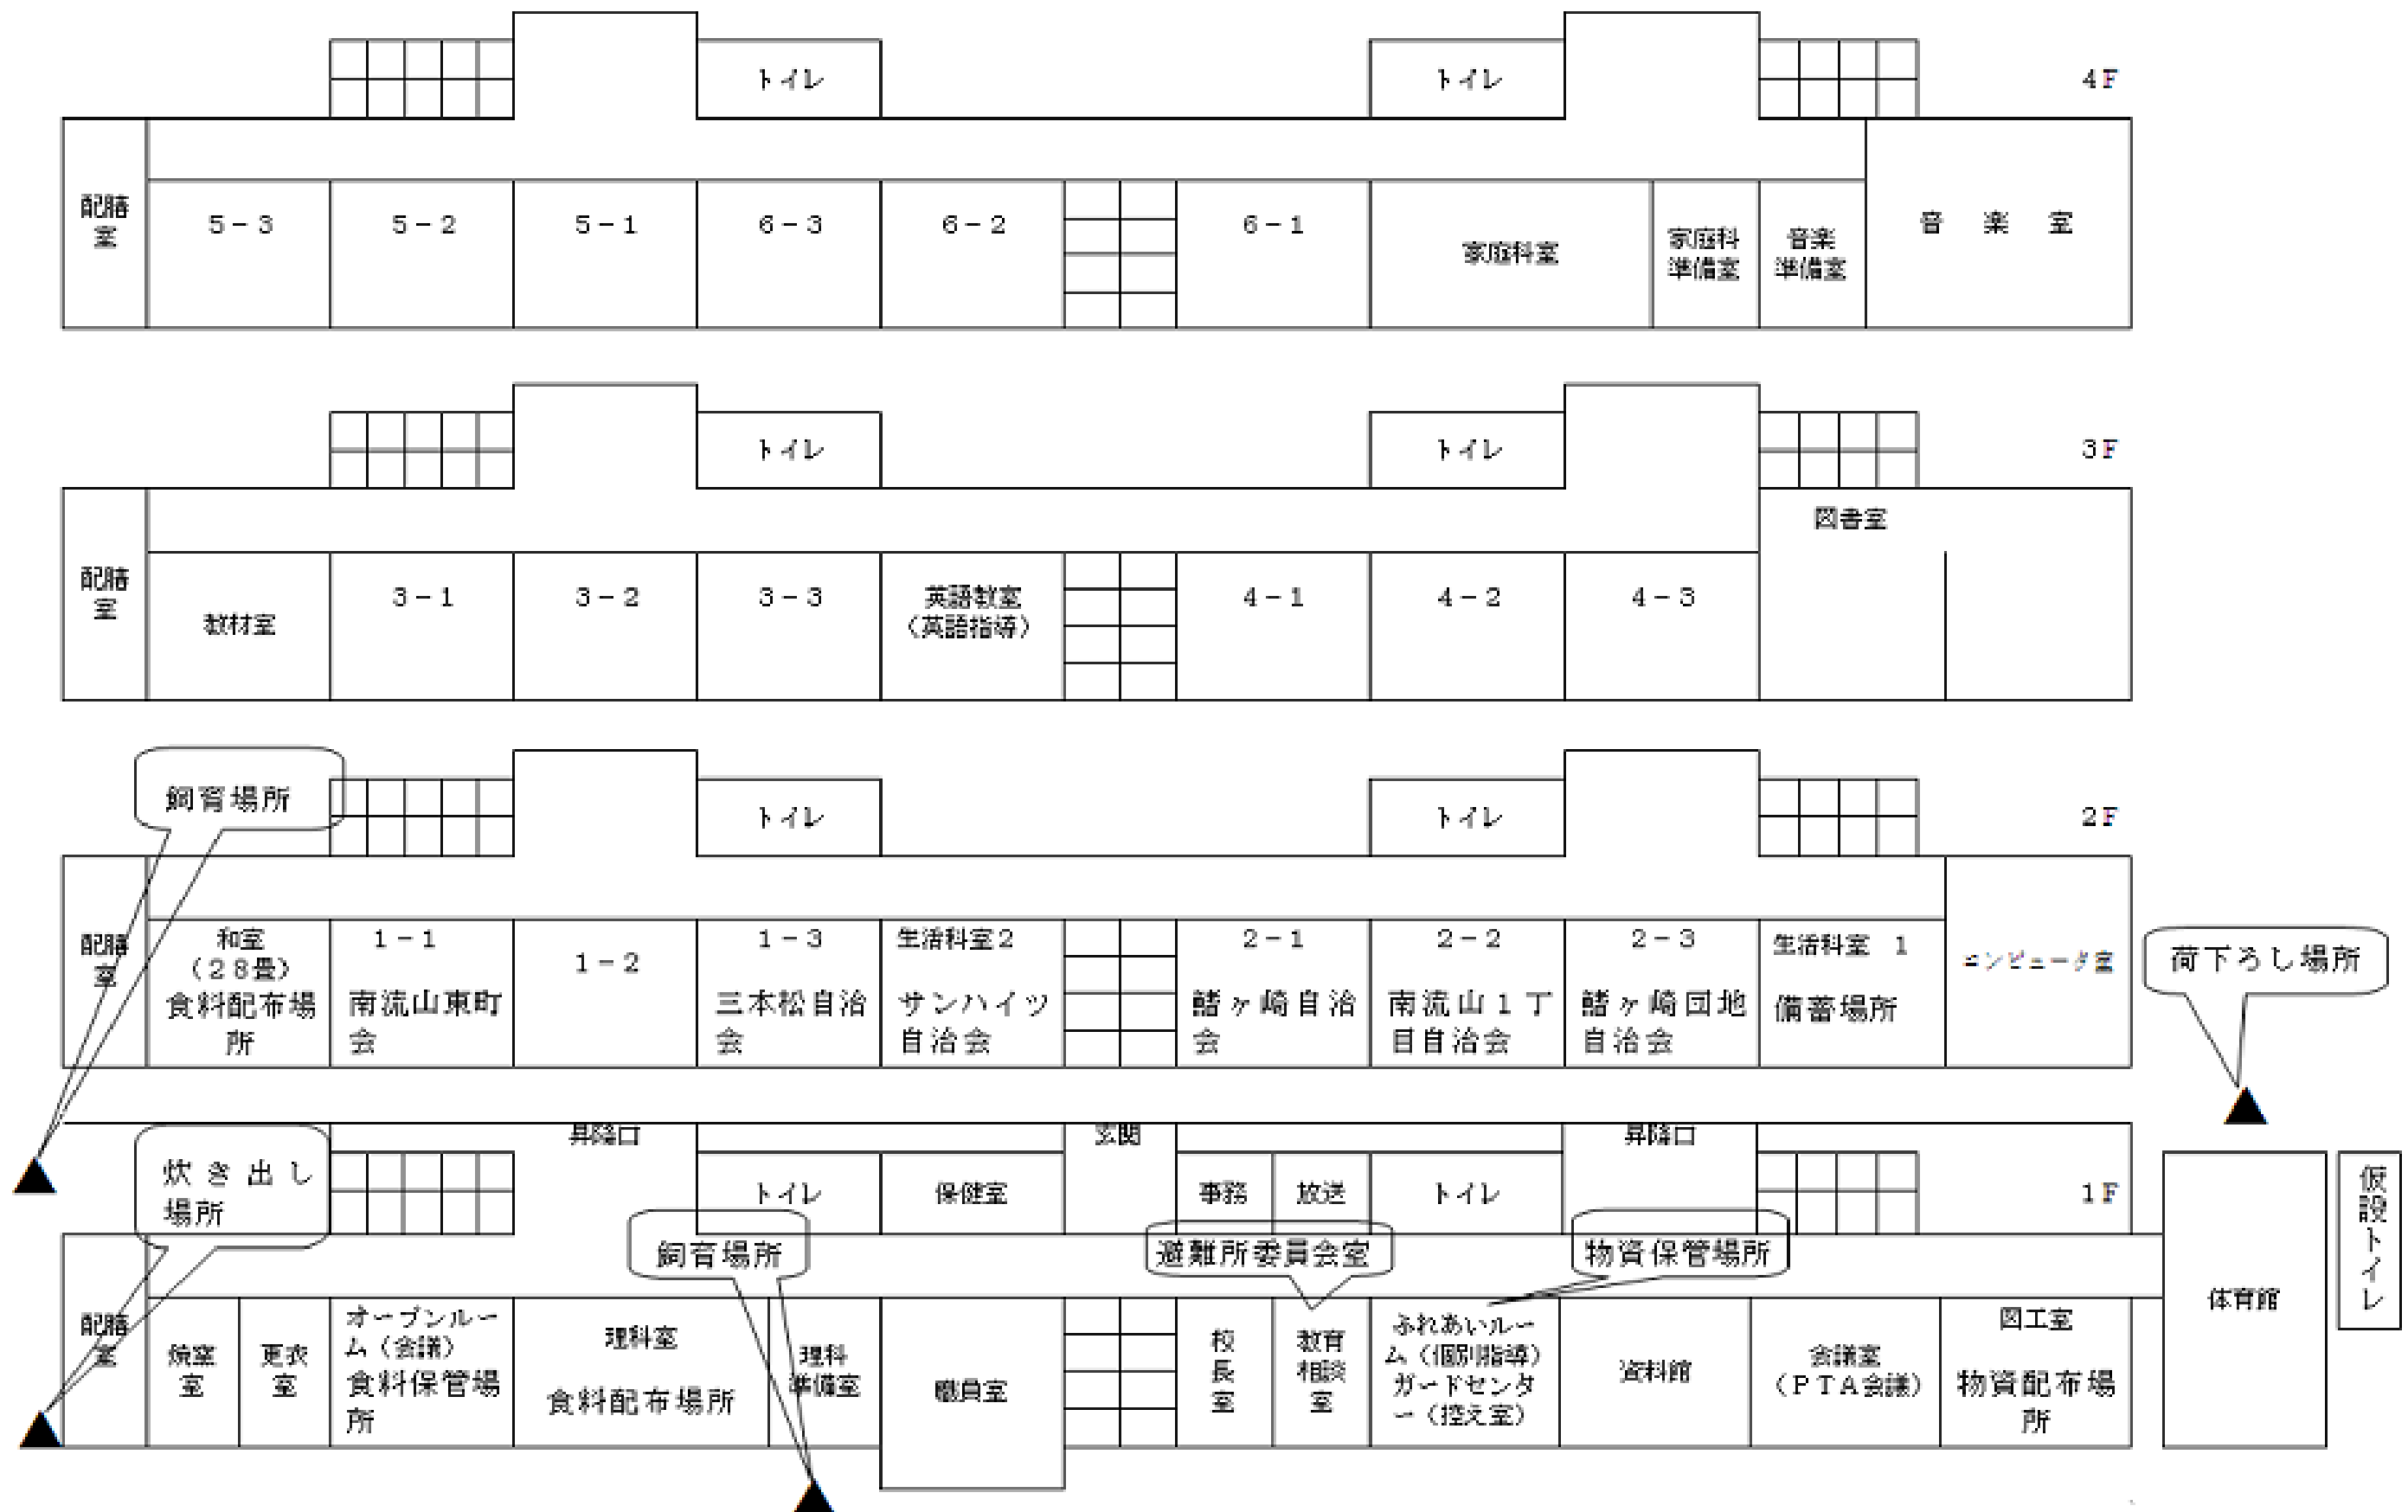 トイレ
トイレ
4F
配膳
室
5-3
5-2
5-1
6-3
6-2
6-1
家庭科室
家庭科
準備室
音楽
準備室
音 楽 室
トイレ
トイレ
3F
図書室
配膳
室
教材室
3-1
3-2
3-3
英語教室
(英語指導)
4-1
4-2
4-3
飼育場所
トイレ
トイレ
2F
配膳
室
和室
(28畳)
食料配布場
所
1-1
南流山東町
会
1-2
1-3
三本松自治
会
生活科室2
サンハイツ
自治会
2-1
鰭ヶ崎自治
会
2-2
南流山1丁
目自治会
2-3
鰭ヶ崎団地
自治会
生活科室 1
備蓄場所
コンピュータ室
荷下ろし場所
昇降口
玄関
昇降口
炊き出し
場所
トイレ
保健室
事務
放送
トイレ
1F
仮設トイレ
飼育場所
避難所委員会室
物資保管場所
配膳
室
焼窯
室
更衣
室
オープンルー
ム(会議)
食料保管場
所
理科室
食料配布場所
理科
準備室
職員室
校
長
室
教育
相談
室
ふれあいルー
ム(個別指導)
ガードセンタ
ー(控え室)
資料館
会議室
(PTA会議)
図工室
物資配布場
所
体育館